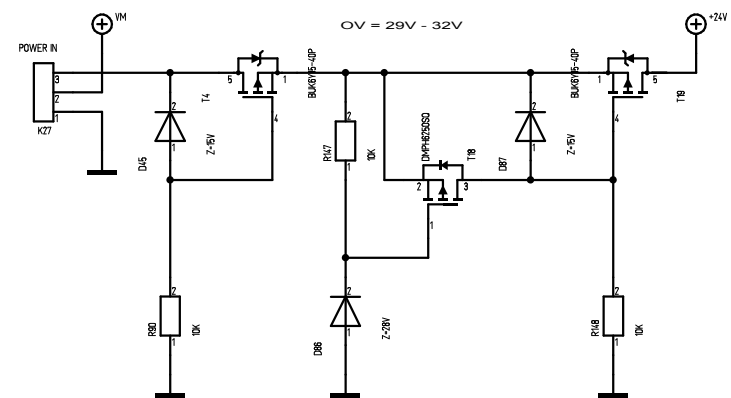 VM
OV = 29V - 32V
+24V
POWER IN
3
2
1
K27
5
1
4
T4
BUK6Y15-40P
1
5
4
BUK6Y15-40P
T19
2
1
D45
Z=15V
2
1
R147
10K
DMPH6250SQ
T18
2
3
1
2
1
D87
Z=15V
2
1
R90
10K
2
1
D86
Z=28V
2
1
R148
10K